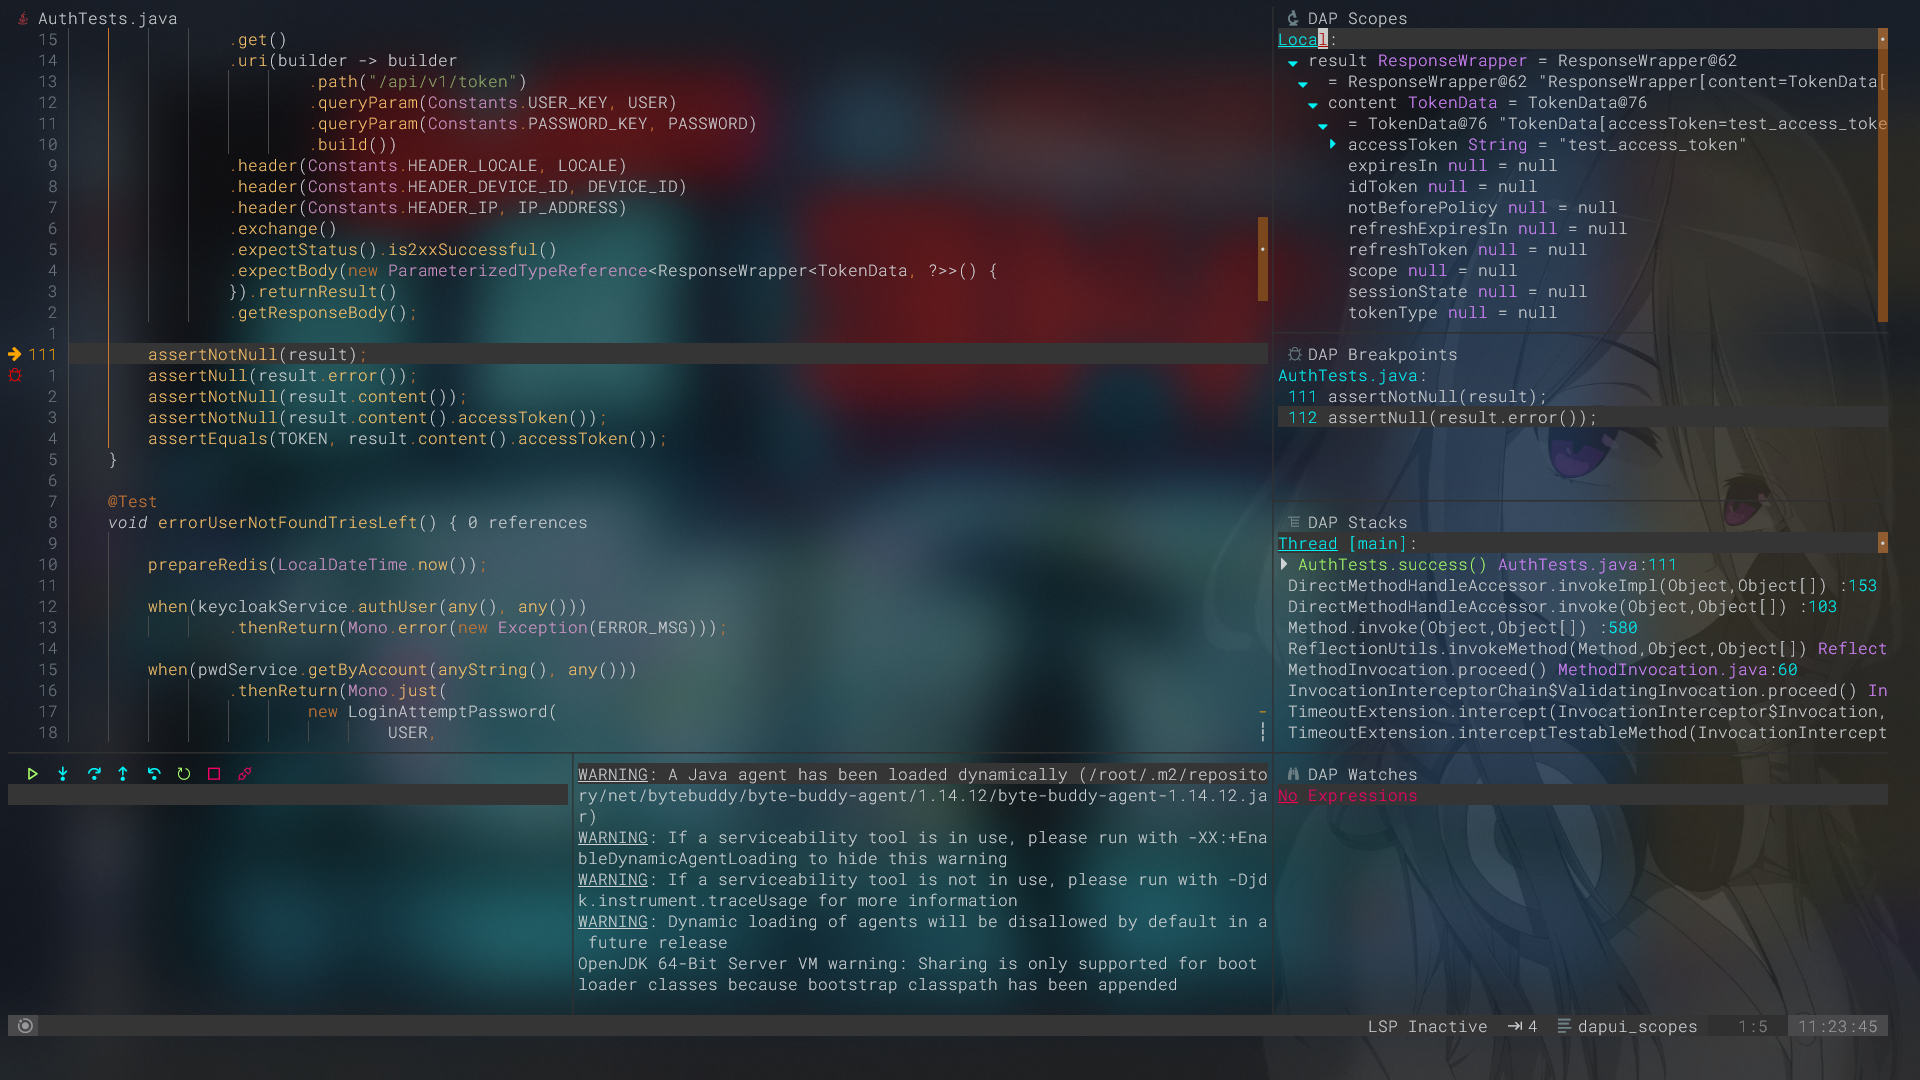 AuthTests.java
15 .get()
14 .uri(builder -> builder
13 .path("/api/v1/token")
12 .queryParam(Constants.USER_KEY, USER)
11 .queryParam(Constants.PASSWORD_KEY, PASSWORD)
10 .build())
9 .header(Constants.HEADER_LOCALE, LOCALE)
8 .header(Constants.HEADER_DEVICE_ID, DEVICE_ID)
7 .header(Constants.HEADER_IP, IP_ADDRESS)
6 .exchange()
5 .expectStatus().is2xxSuccessful()
4 .expectBody(new ParameterizedTypeReference<ResponseWrapper<TokenData, ?>>() {
3 }).returnResult()
2 .getResponseBody();
1
111 assertNotNull(result);
1 assertNull(result.error());
2 assertNotNull(result.content());
3 assertNotNull(result.content().accessToken());
4 assertEquals(TOKEN, result.content().accessToken());
5 }
6
7 @Test
8 void errorUserNotFoundTriesLeft() { 0 references
9
10 prepareRedis(LocalDateTime.now());
11
12 when(keycloakService.authUser(any(), any()))
13 .thenReturn(Mono.error(new Exception(ERROR_MSG)));
14
15 when(pwdService.getByAccount(anyString(), any()))
16 .thenReturn(Mono.just(
17 new LoginAttemptPassword(
18 USER,
DAP Scopes
Local:
result ResponseWrapper = ResponseWrapper@62
= ResponseWrapper@62 "ResponseWrapper[content=TokenData[
content TokenData = TokenData@76
= TokenData@76 "TokenData[accessToken=test_access_toke
accessToken String = "test_access_token"
expiresIn null = null
idToken null = null
notBeforePolicy null = null
refreshExpiresIn null = null
refreshToken null = null
scope null = null
sessionState null = null
tokenType null = null
DAP Breakpoints
AuthTests.java:
111 assertNotNull(result);
112 assertNull(result.error());
DAP Stacks
Thread [main]:
AuthTests.success() AuthTests.java:111
DirectMethodHandleAccessor.invokeImpl(Object,Object[]) :153
DirectMethodHandleAccessor.invoke(Object,Object[]) :103
Method.invoke(Object,Object[]) :580
ReflectionUtils.invokeMethod(Method,Object,Object[]) Reflect
MethodInvocation.proceed() MethodInvocation.java:60
InvocationInterceptorChain$ValidatingInvocation.proceed() In
TimeoutExtension.intercept(InvocationInterceptor$Invocation,
TimeoutExtension.interceptTestableMethod(InvocationIntercept
WARNING: A Java agent has been loaded dynamically (/root/.m2/reposito
ry/net/bytebuddy/byte-buddy-agent/1.14.12/byte-buddy-agent-1.14.12.ja
r)
WARNING: If a serviceability tool is in use, please run with -XX:+Ena
bleDynamicAgentLoading to hide this warning
WARNING: If a serviceability tool is not in use, please run with -Djd
k.instrument.traceUsage for more information
WARNING: Dynamic loading of agents will be disallowed by default in a
future release
OpenJDK 64-Bit Server VM warning: Sharing is only supported for boot
loader classes because bootstrap classpath has been appended
DAP Watches
No Expressions
LSP Inactive 4 dapui_scopes 1:5 11:23:45